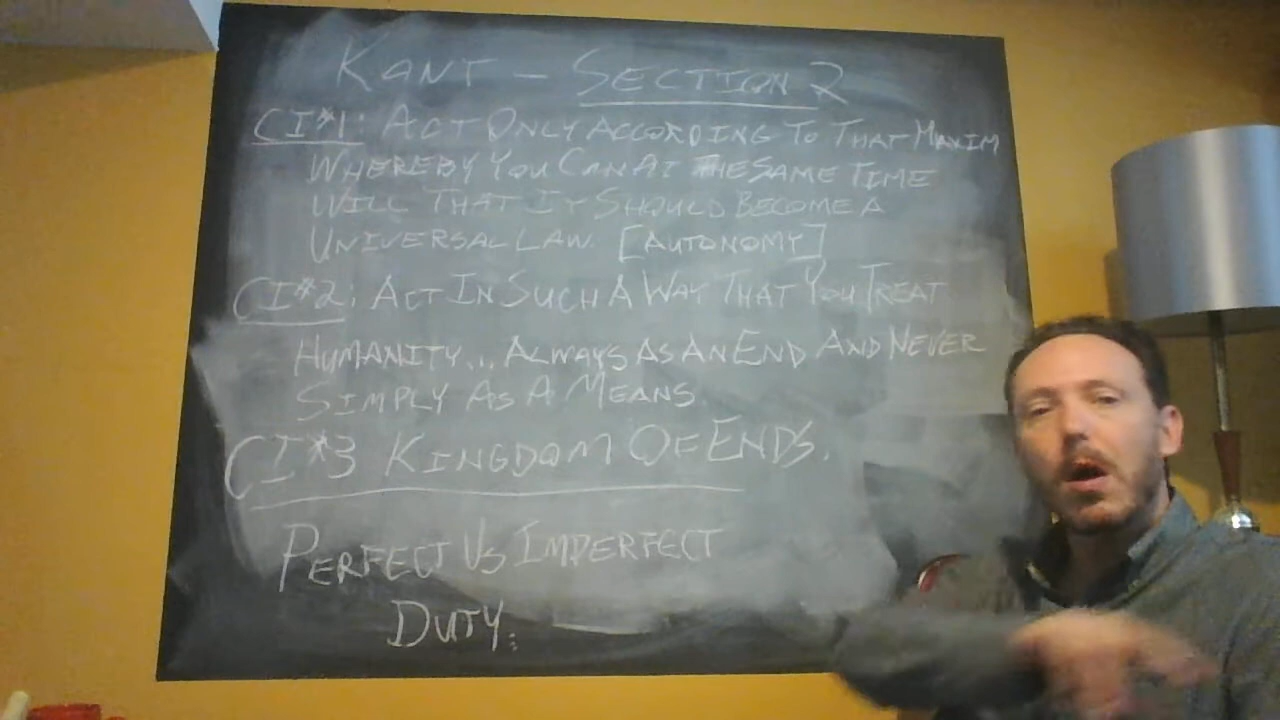 KANT - SECTION 2
CI#1: ACT ONLY ACCORDING TO THAT MAXIM
WHEREBY YOU CAN AT THE SAME TIME
WILL THAT IT SHOULD BECOME A
UNIVERSAL LAW. [AUTONOMY]
CI#2: ACT IN SUCH A WAY THAT YOU TREAT
HUMANITY... ALWAYS AS AN END AND NEVER
SIMPLY AS A MEANS
CI#3 KINGDOM OF ENDS.
PERFECT VS IMPERFECT
DUTY: